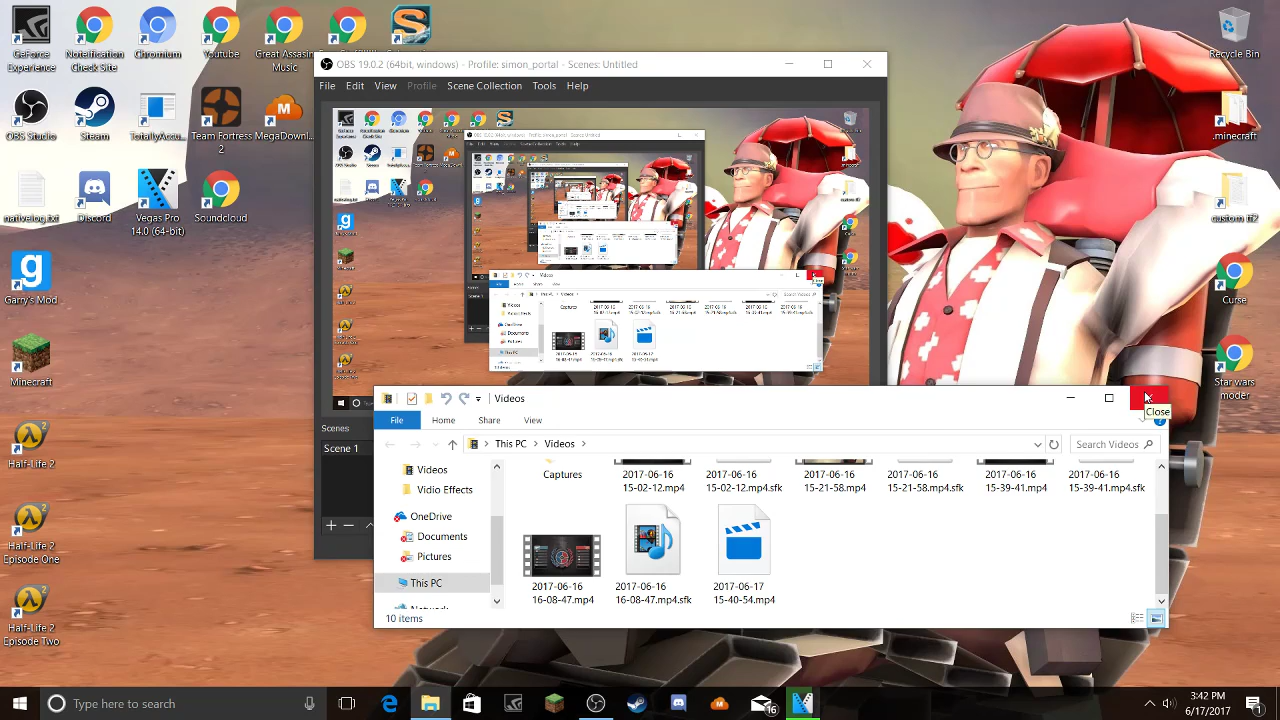 GeForce Experience
Noteification Check Site
Chromium
Youtube
Great Assasin Music
Recycle Bin
OBS Studio
Steam
TotallyAccu...
Team Fortress 2
MegaDownl...
.minecraft
nativelog.txt
Discord
Vegas Pro 14.0 (64-bit)
Soundcloud
custom tf2
Garry's Mod
Minecraft
Star wars moder
Half-Life 2
Half-Life 2 Episode One
Half-Life 2 Episode Two
OBS 19.0.2 (64bit, windows) - Profile: simon_portal - Scenes: Untitled
File Edit View Profile Scene Collection Tools Help
Scenes
Scene 1
Videos
Close
File Home Share View
This PC Videos
Search Videos
Videos
Vidio Effects
OneDrive
Documents
Pictures
This PC
Captures
2017-06-16 15-02-12.mp4
2017-06-16 15-02-12.mp4.sfk
2017-06-16 15-21-58.mp4
2017-06-16 15-21-58.mp4.sfk
2017-06-16 15-39-41.mp4
2017-06-16 15-39-41.mp4.sfk
2017-06-16 16-08-47.mp4
2017-06-16 16-08-47.mp4.sfk
2017-06-17 15-40-54.mp4
10 items
Type here to search
16
3:42 PM
6/17/2017